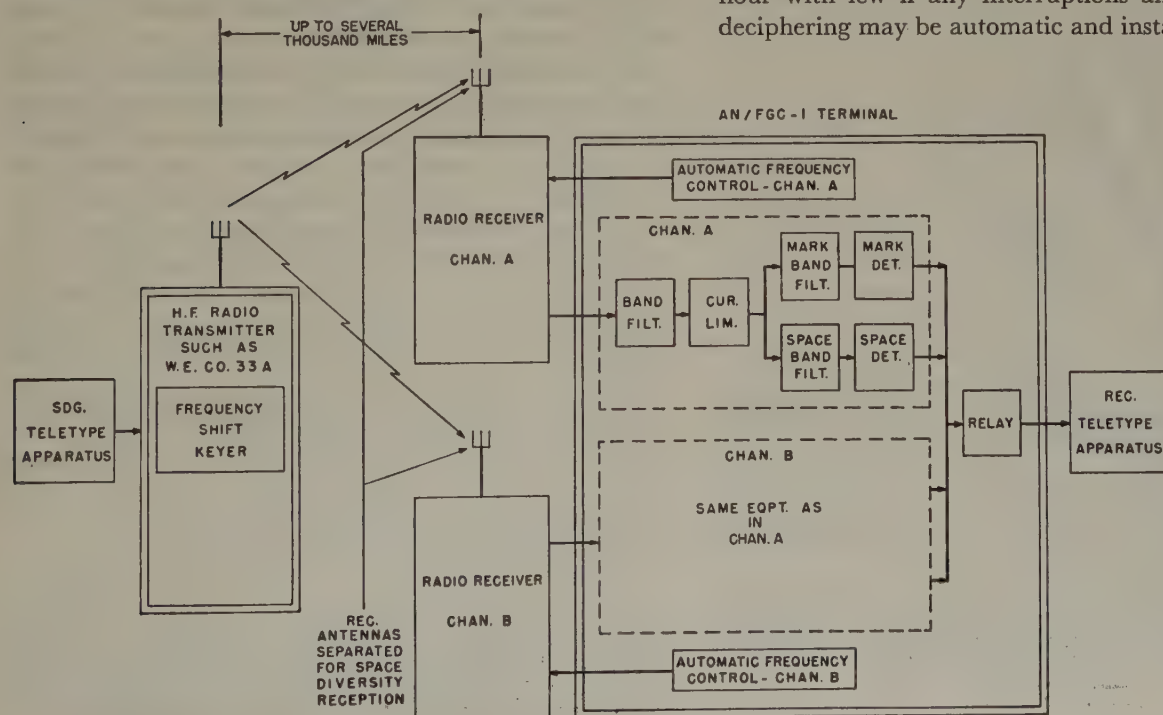 hour with few if any interruptions
deciphering may be automatic and
UP TO SEVERAL
THOUSAND MILES
AN/FGC-1 TERMINAL
AUTOMATIC FREQUENCY
CONTROL - CHAN. A
RADIO RECEIVER
CHAN. A
CHAN. A
BAND
FILT.
CUR.
LIM.
MARK
BAND
FILT.
MARK
DET.
SPACE
BAND
FILT.
SPACE
DET.
H.F. RADIO
TRANSMITTER
SUCH AS
W.E. CO. 33A
FREQUENCY
SHIFT
KEYER
SDG.
TELETYPE
APPARATUS
RELAY
REC.
TELETYPE
APPARATUS
CHAN. B
SAME EQPT. AS
IN
CHAN. A
RADIO RECEIVER
CHAN. B
REC.
ANTENNAS
SEPARATED
FOR SPACE
DIVERSITY
RECEPTION
AUTOMATIC FREQUENCY
CONTROL - CHAN. B